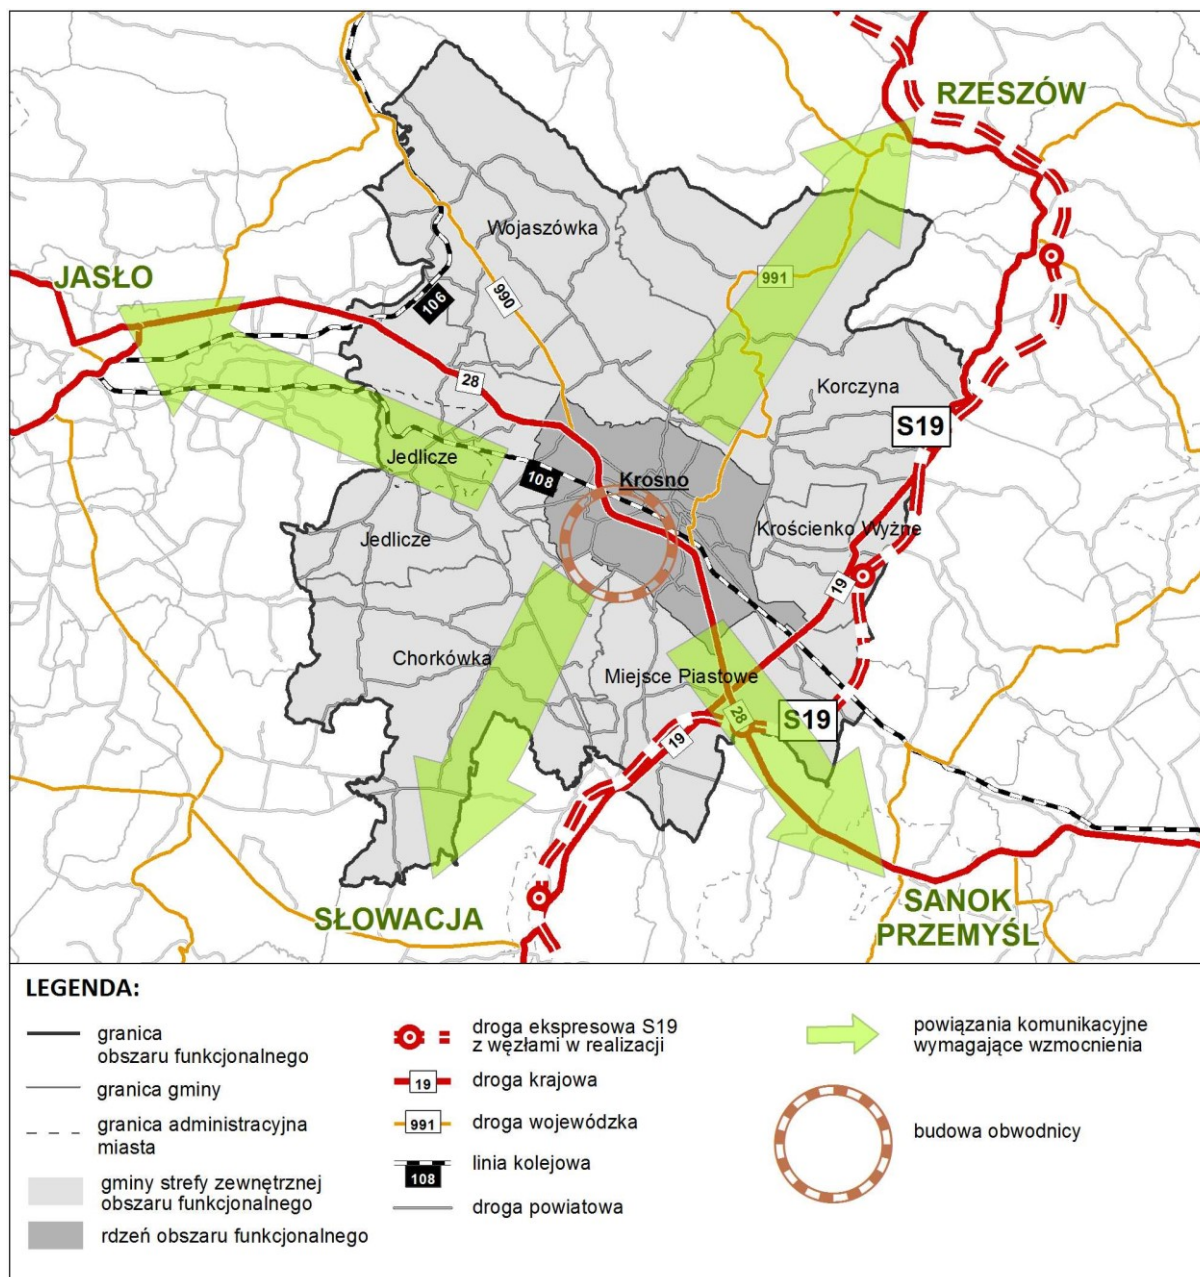 RZESZÓW
Wojaszówka
JASŁO
991
106
990
28
Korczyna
S19
Jedlicze
108
Krosno
Krościenko Wyżne
Jedlicze
19
Chorkówka
Miejsce Piastowe
28
S19
19
SŁOWACJA
SANOK
PRZEMYŚL
LEGENDA:
granica
obszaru funkcjonalnego
granica gminy
granica administracyjna
miasta
gminy strefy zewnętrznej
obszaru funkcjonalnego
rdzeń obszaru funkcjonalnego
droga ekspresowa S19
z węzłami w realizacji
19
droga krajowa
991
droga wojewódzka
linia kolejowa
108
droga powiatowa
powiązania komunikacyjne
wymagające wzmocnienia
budowa obwodnicy